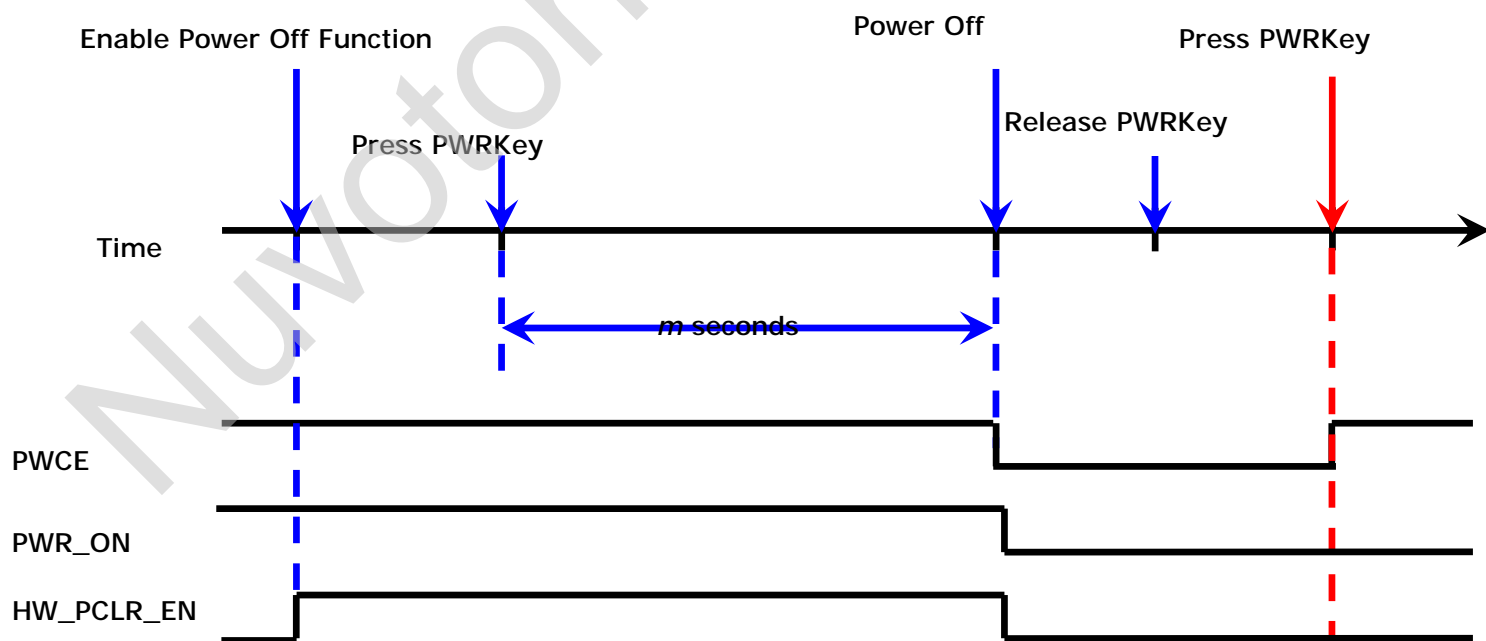 Enable Power Off Function
Power Off
Press PWRKey
Press PWRKey
Release PWRKey
Time
m seconds
PWCE
PWR_ON
HW_PCLR_EN
Nuvoton